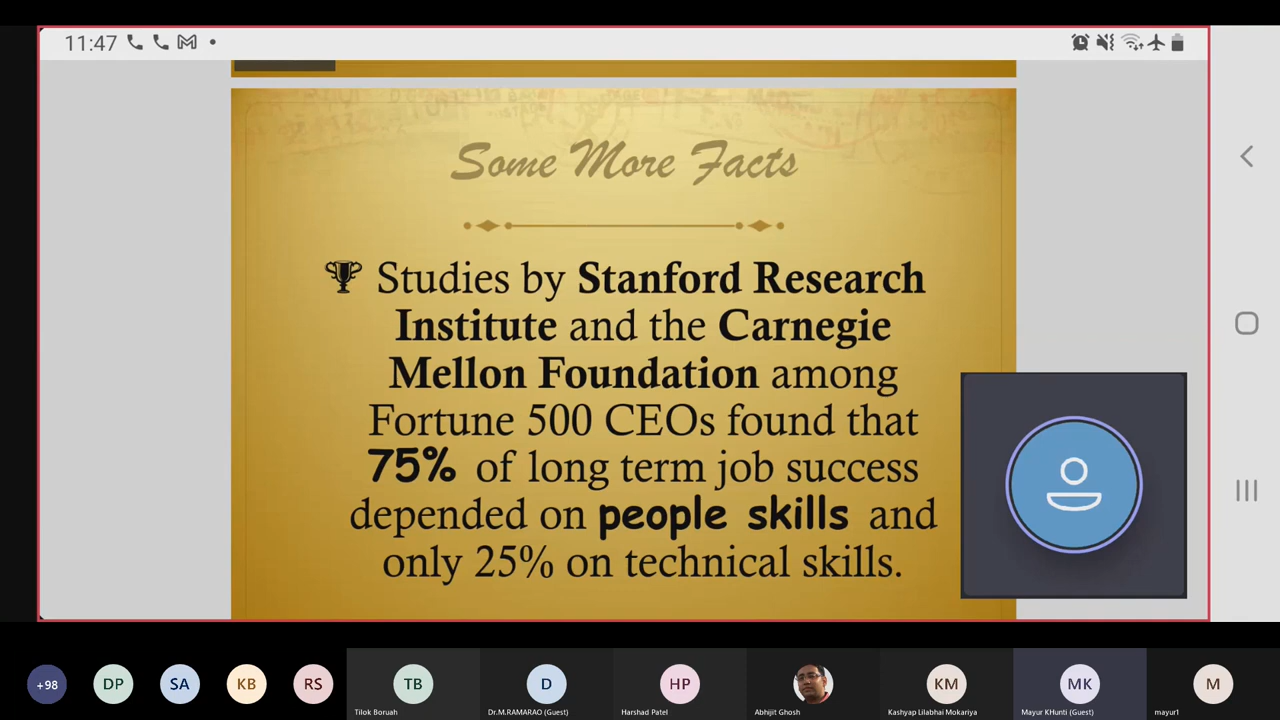 11:47
Some More Facts
Studies by Stanford Research
Institute and the Carnegie
Mellon Foundation among
Fortune 500 CEOs found that
75% of long term job success
depended on people skills and
only 25% on technical skills.
+98
DP
SA
KB
RS
TB
D
HP
KM
MK
M
Tilok Boruah
Dr.M.RAMARAO (Guest)
Harshad Patel
Abhijit Ghosh
Kashyap Lilabhai Mokariya
Mayur KHunti (Guest)
mayur1